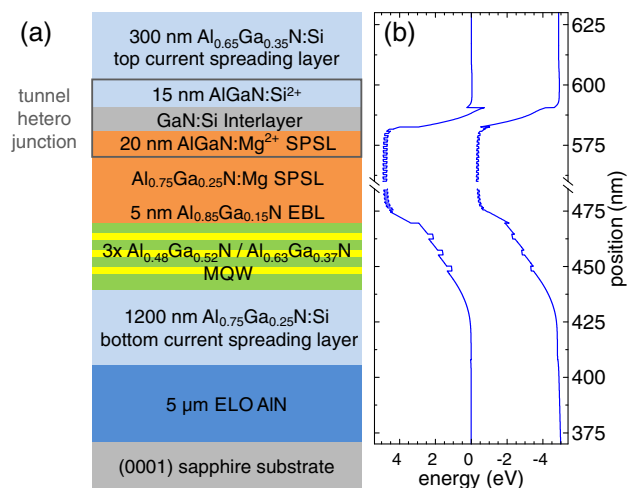 (a)
300 nm Al0.65Ga0.35N:Si
top current spreading layer
tunnel
hetero
junction
15 nm AlGaN:Si2+
GaN:Si Interlayer
20 nm AlGaN:Mg2+ SPSL
Al0.75Ga0.25N:Mg SPSL
5 nm Al0.85Ga0.15N EBL
3x Al0.48Ga0.52N / Al0.63Ga0.37N
MQW
1200 nm Al0.75Ga0.25N:Si
bottom current spreading layer
5 µm ELO AlN
(0001) sapphire substrate
(b)
625
600
575
475
450
425
400
375
position (nm)
4 2 0 -2 -4
energy (eV)